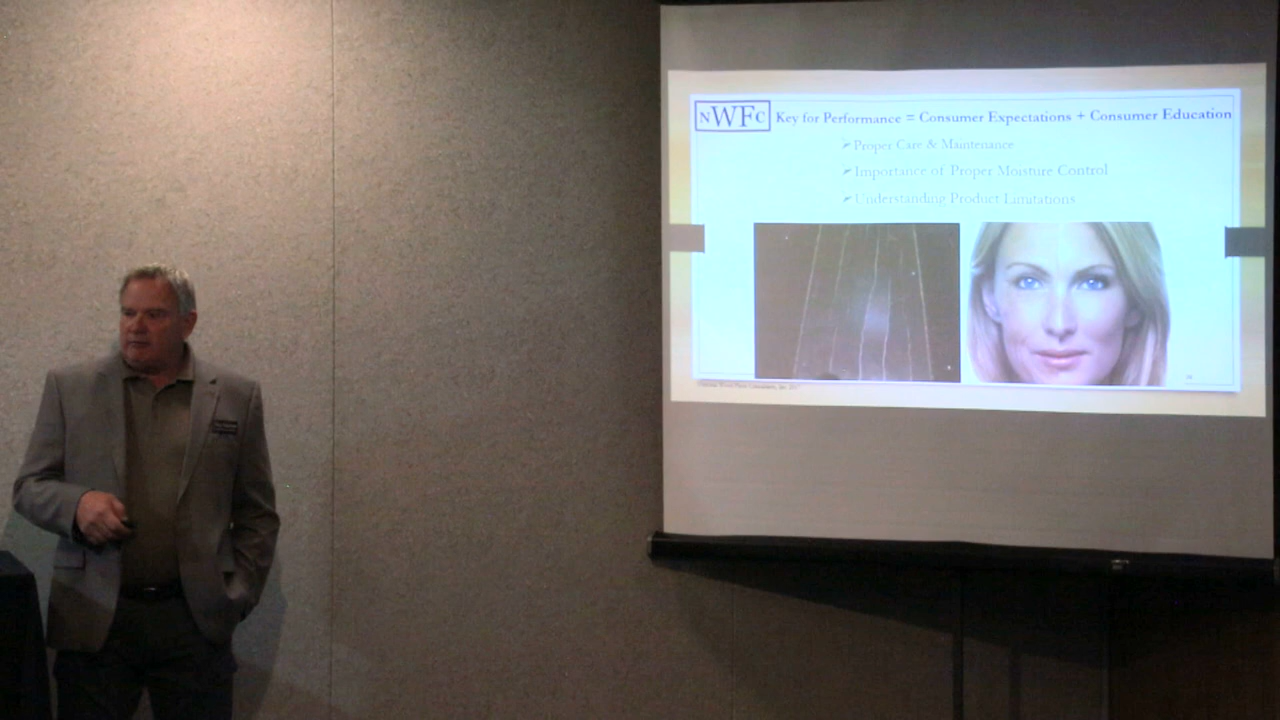 NWFC
Key for Performance = Consumer Expectations + Consumer Education
Proper Care & Maintenance
Importance of Proper Moisture Control
Understanding Product Limitations